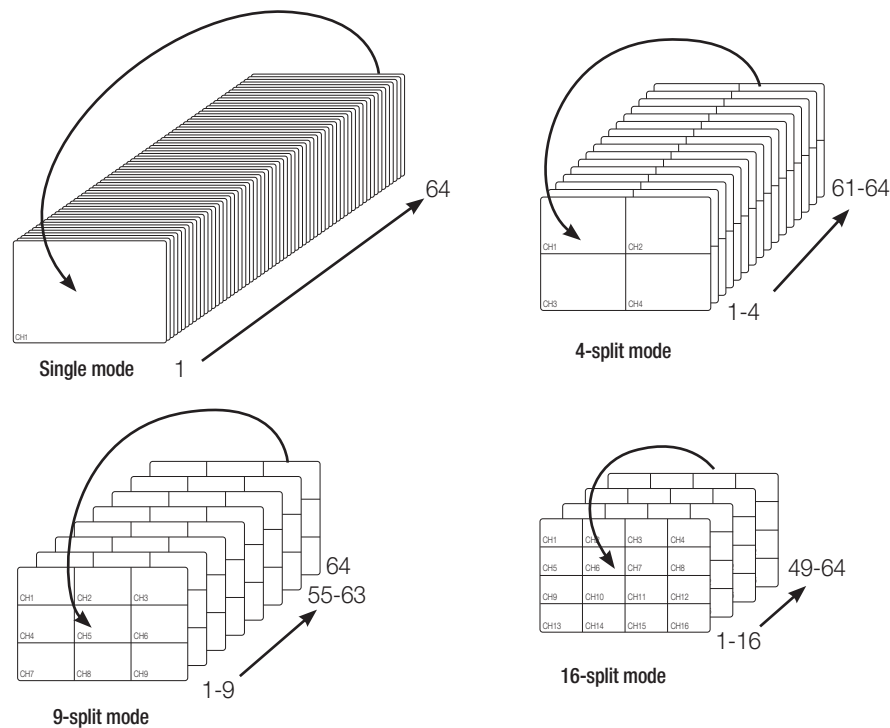 64
CH1
Single mode
1
61-64
CH1 CH2
CH3 CH4
1-4
4-split mode
64
55-63
CH1 CH2 CH3
CH4 CH5 CH6
CH7 CH8 CH9
1-9
9-split mode
49-64
CH1 CH2 CH3 CH4
CH5 CH6 CH7 CH8
CH9 CH10 CH11 CH12
CH13 CH14 CH15 CH16
1-16
16-split mode